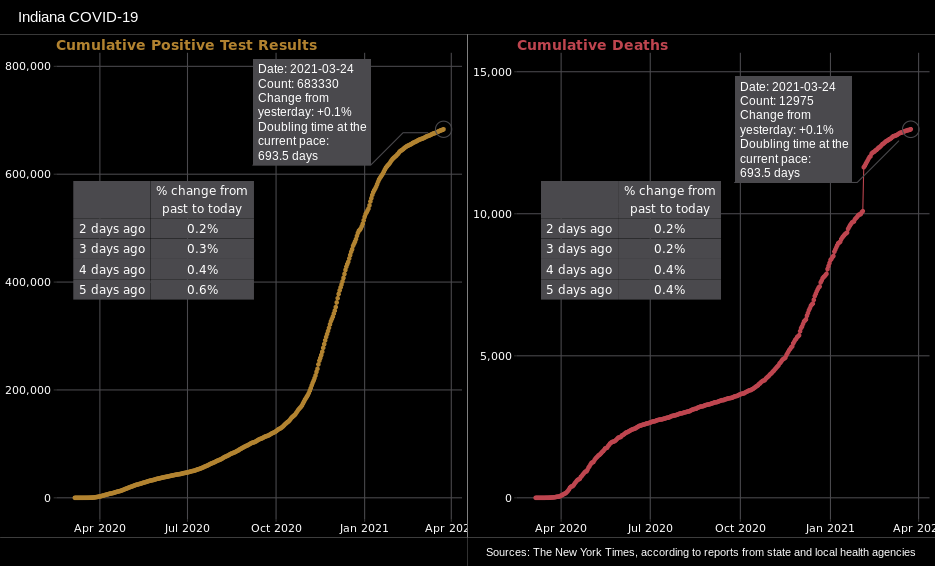 Indiana COVID-19
Cumulative Positive Test Results
800,000
600,000
400,000
200,000
0
Date: 2021-03-24
Count: 683330
Change from
yesterday: +0.1%
Doubling time at the
current pace:
693.5 days
% change from
past to today
2 days ago 0.2%
3 days ago 0.3%
4 days ago 0.4%
5 days ago 0.6%
Apr 2020 Jul 2020 Oct 2020 Jan 2021 Apr 202
Cumulative Deaths
15,000
10,000
5,000
0
Date: 2021-03-24
Count: 12975
Change from
yesterday: +0.1%
Doubling time at the
current pace:
693.5 days
% change from
past to today
2 days ago 0.2%
3 days ago 0.2%
4 days ago 0.4%
5 days ago 0.4%
Apr 2020 Jul 2020 Oct 2020 Jan 2021 Apr 202
Sources: The New York Times, according to reports from state and local health agencies